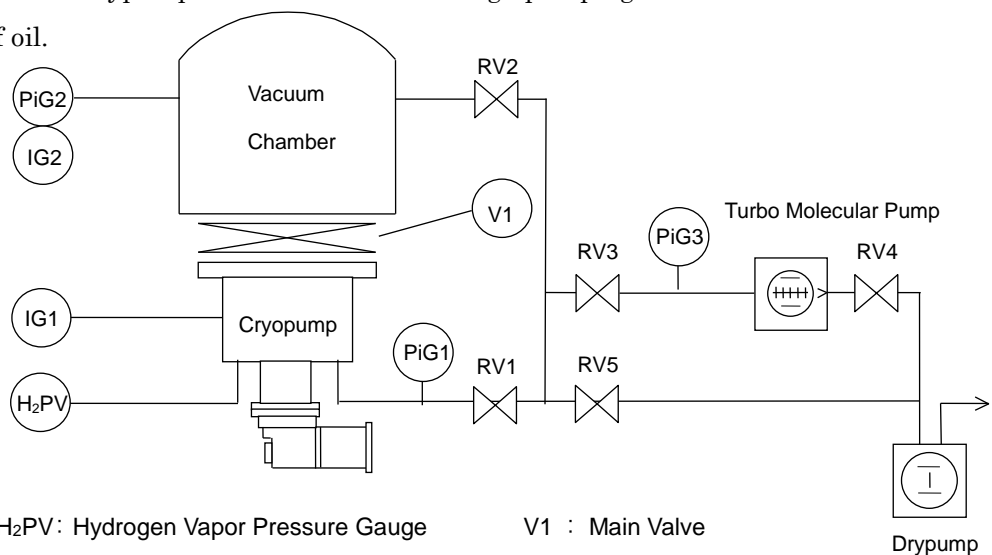 f oil.
PiG2
IG2
Vacuum
Chamber
RV2
V1
Turbo Molecular Pump
PiG3
RV3
RV4
IG1
Cryopump
PiG1
RV1
RV5
H₂PV
H₂PV: Hydrogen Vapor Pressure Gauge
V1 : Main Valve
Drypump